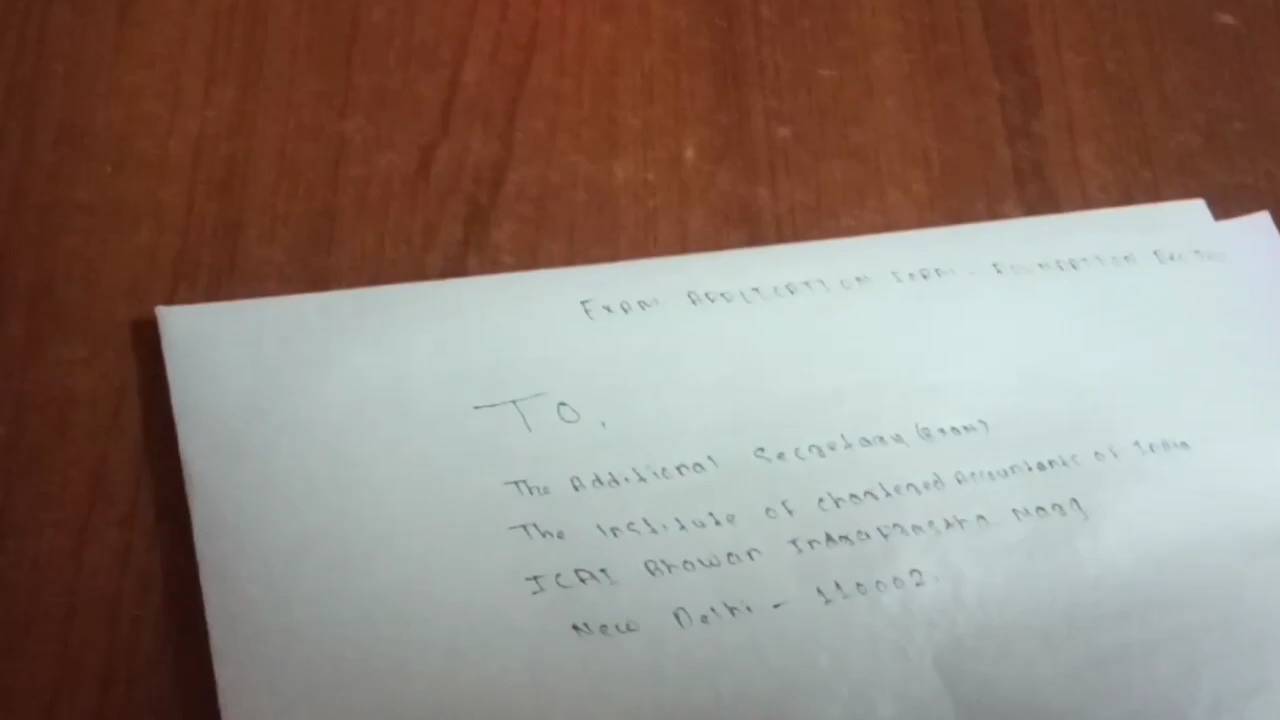 EXAM APPLICATION FORM - FOUNDATION
TO,
The Additional Secretary (Exam)
The Institute of Chartered Accountants of India
ICAI Bhawan Indraprastha Marg
New Delhi - 110002.